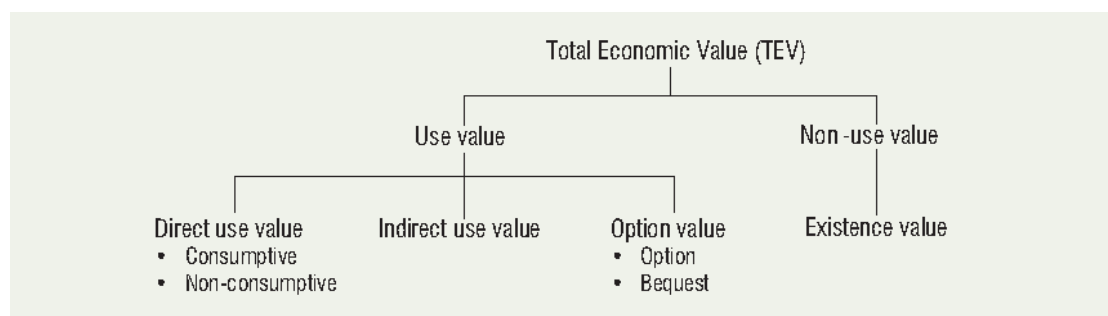 Total Economic Value (TEV)
Use value
Non -use value
Direct use value
• Consumptive
• Non-consumptive
Indirect use value
Option value
• Option
• Bequest
Existence value